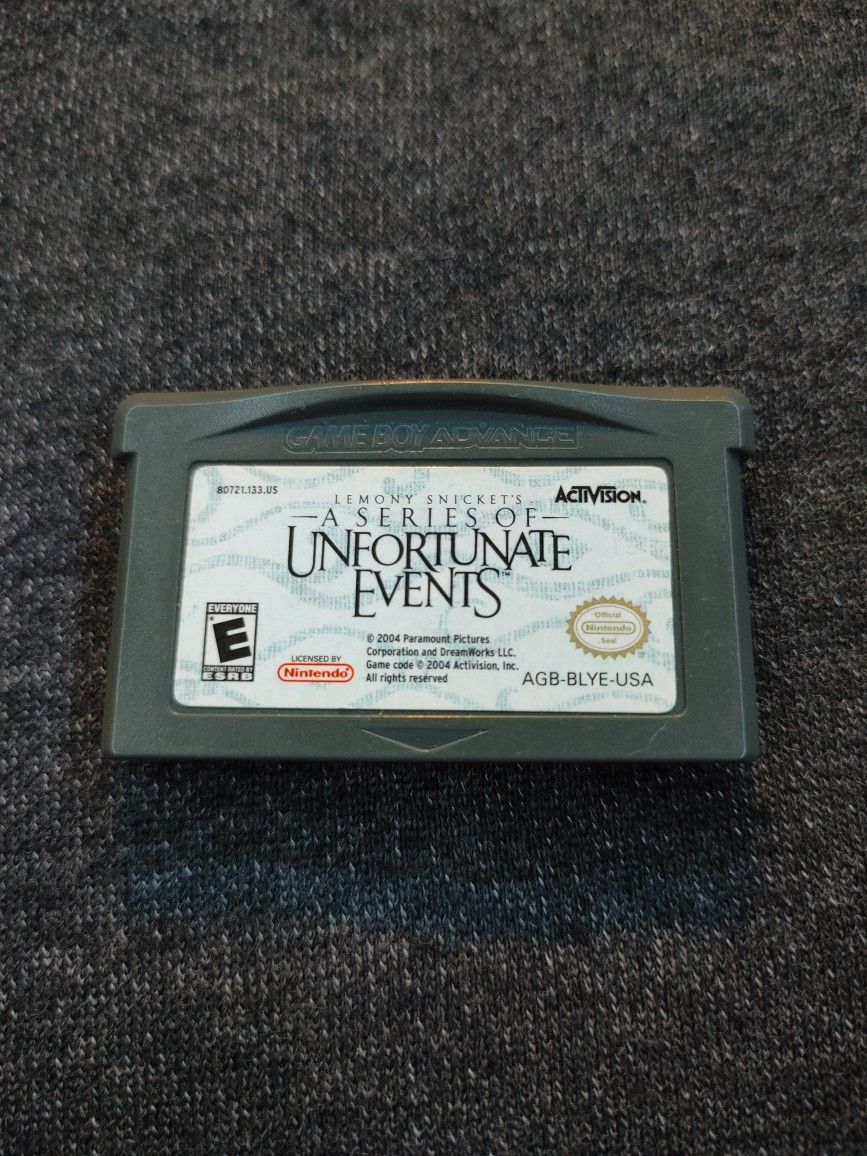 GAME BOY ADVANCE
80721.133.US
LEMONY SNICKET'S
ACTIVISION®
A SERIES OF
UNFORTUNATE
EVENTS™
EVERYONE
E
CONTENT RATED BY
ESRB
LICENSED BY
Nintendo®
© 2004 Paramount Pictures
Corporation and DreamWorks LLC.
Game code © 2004 Activision, Inc.
All rights reserved
Official
Nintendo
Seal
AGB-BLYE-USA